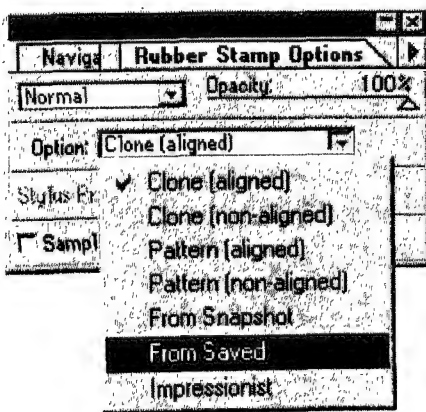 Naviga Rubber Stamp Options
Normal Opacity: 100%
Option: Clone (aligned)
Clone (aligned)
Stylus Pr
Clone (non-aligned)
Sampl
Pattern (aligned)
Pattern (non-aligned)
From Snapshot
From Saved
Impressionist